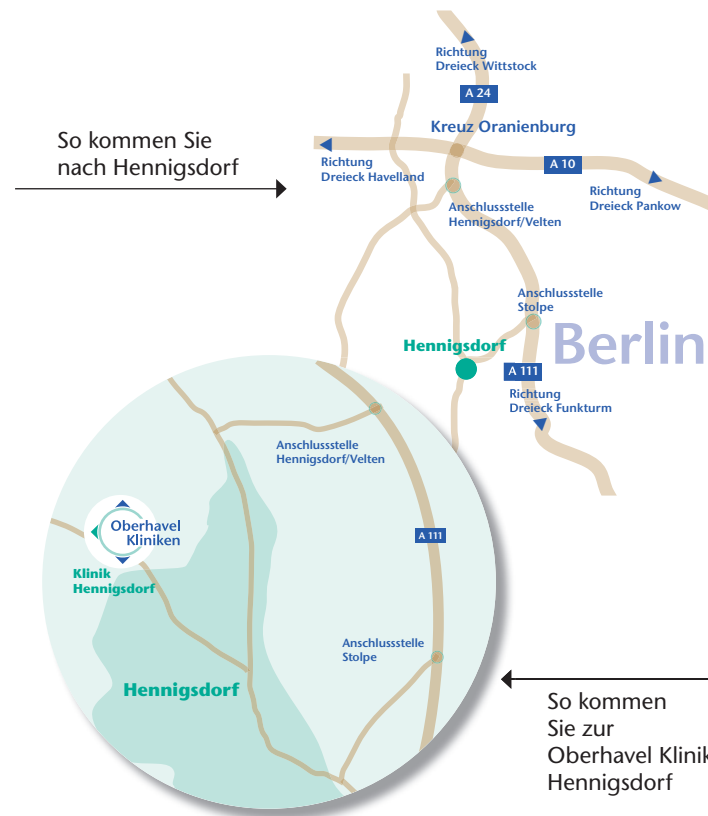 Richtung
Dreieck Wittstock
A 24
So kommen Sie
nach Hennigsdorf
Kreuz Oranienburg
Richtung
Dreieck Havelland
A 10
Richtung
Dreieck Pankow
Anschlussstelle
Hennigsdorf/Velten
Anschlussstelle
Stolpe
Hennigsdorf
Berlin
A 111
Richtung
Dreieck Funkturm
Anschlussstelle
Hennigsdorf/Velten
Oberhavel
Kliniken
A 111
Klinik
Hennigsdorf
Anschlussstelle
Stolpe
Hennigsdorf
So kommen
Sie zur
Oberhavel Klinik
Hennigsdorf